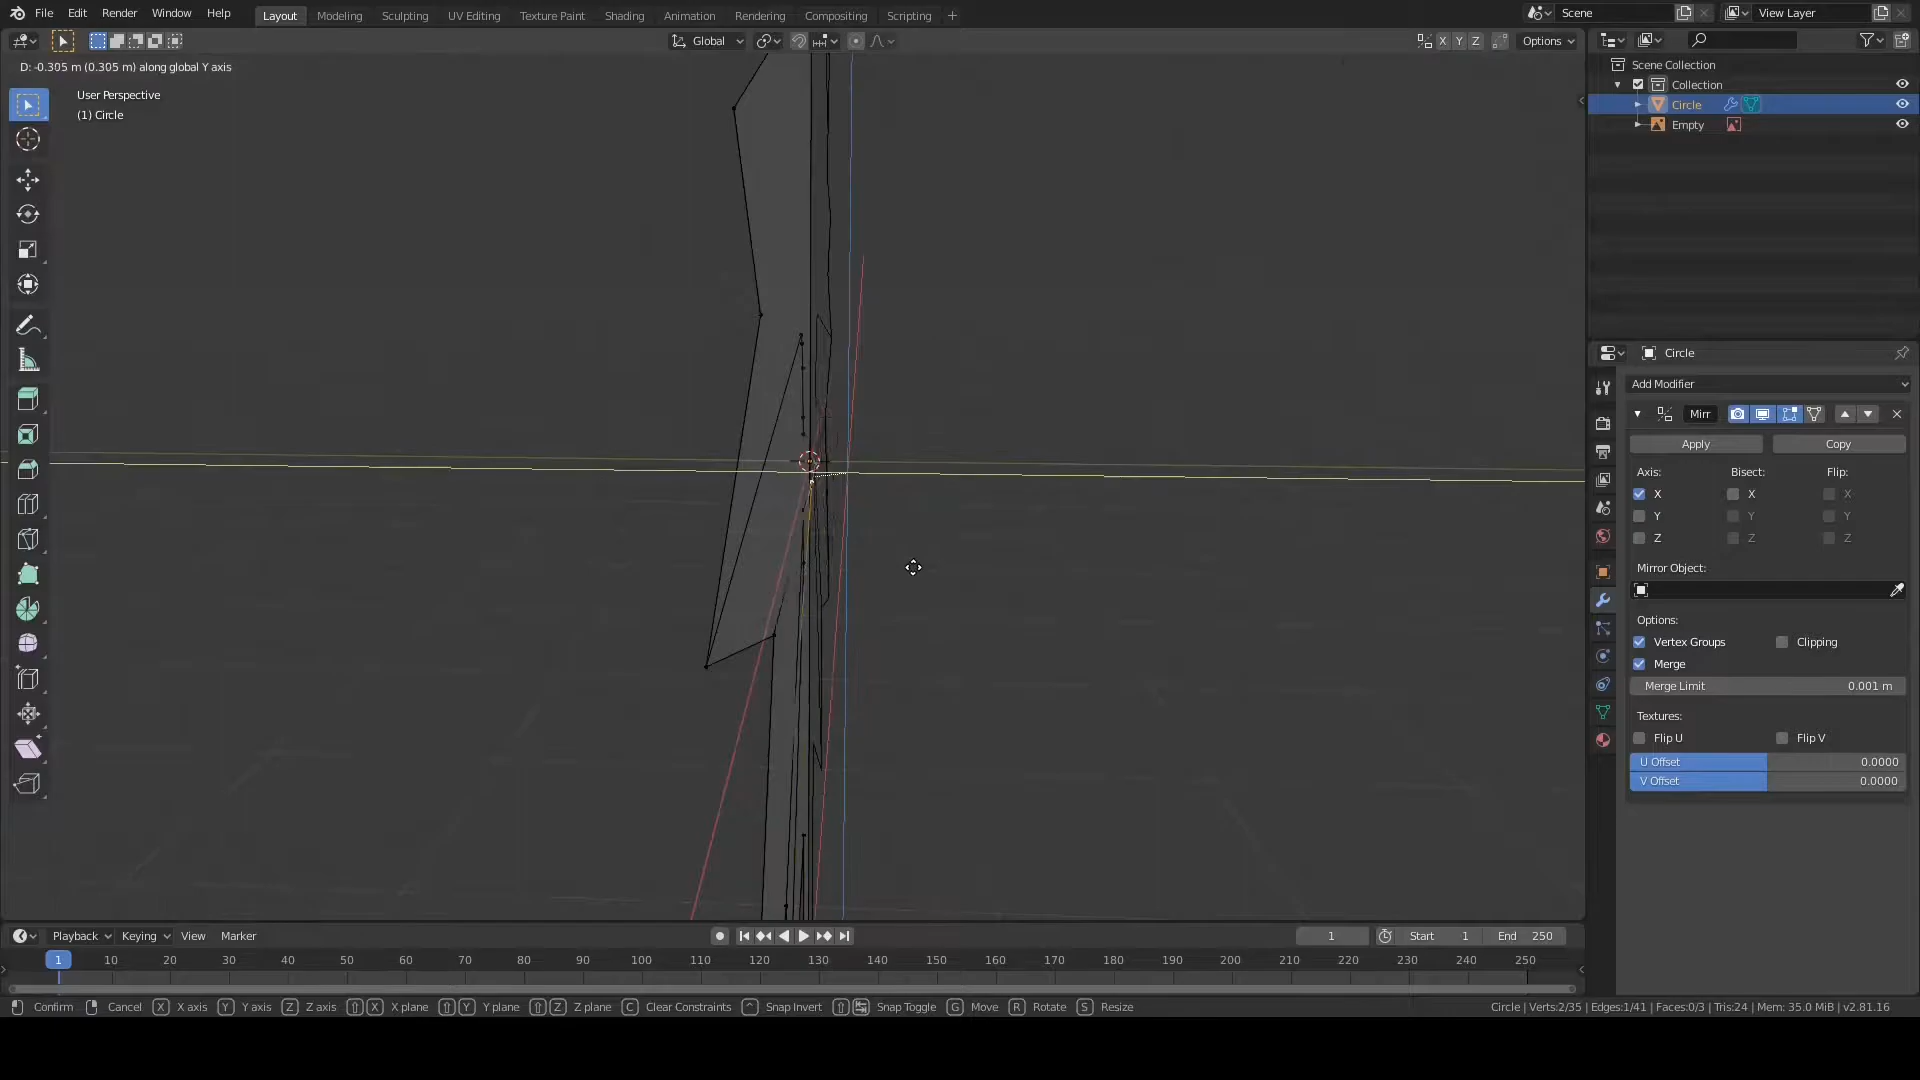 File Edit Render Window Help Layout Modeling Sculpting UV Editing Texture Paint Shading Animation Rendering Compositing Scripting + Scene View Layer
Global X Y Z Options
D: -0.305 m (0.305 m) along global Y axis
User Perspective
(1) Circle
Scene Collection
Collection
Circle
Empty
Circle
Add Modifier
Mirr
Apply Copy
Axis: Bisect: Flip:
X X X
Y Y Y
Z Z Z
Mirror Object:
Options:
Vertex Groups Clipping
Merge
Merge Limit 0.001 m
Textures:
Flip U Flip V
U Offset 0.0000
V Offset 0.0000
Playback Keying View Marker 1 Start 1 End 250
1 10 20 30 40 50 60 70 80 90 100 110 120 130 140 150 160 170 180 190 200 210 220 230 240 250
Confirm Cancel X X axis Y Y axis Z Z axis X X plane Y Y plane Z Z plane C Clear Constraints ^ Snap Invert Snap Toggle G Move R Rotate S Resize Circle | Verts:2/35 | Edges:1/41 | Faces:0/3 | Tris:24 | Mem: 35.0 MiB | v2.81.16